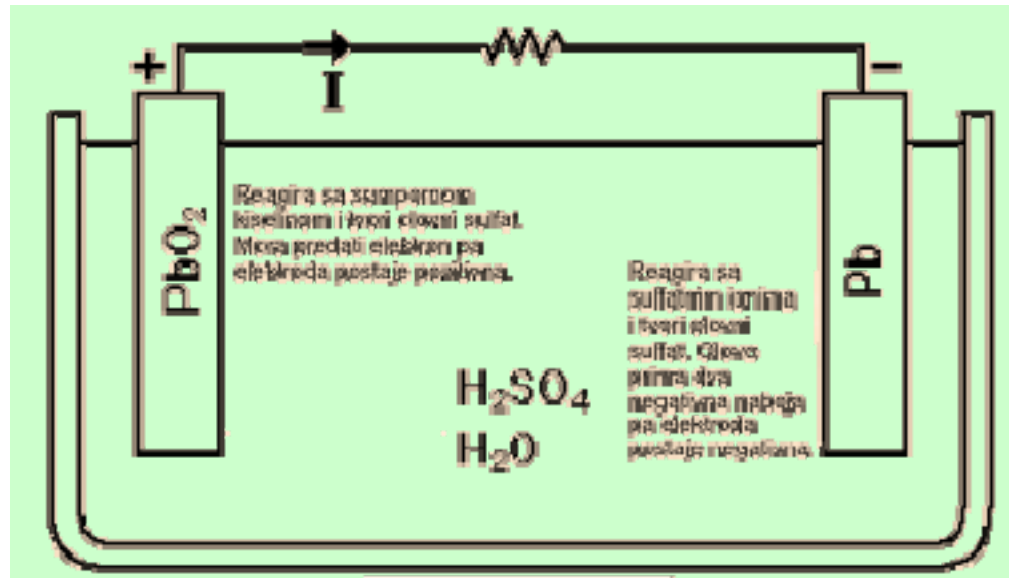 +
I
−
PbO₂
Reagira sa sumpornom
kiselinom i tvori olovni sulfat.
Mora predati elektron pa
elektroda postaje pozitivna.
Pb
Reagira sa
sulfatnim ionima
i tvori olovni
sulfat. Olovo
prima dva
negativna naboja
pa elektroda
postaje negativna.
H₂SO₄
H₂O